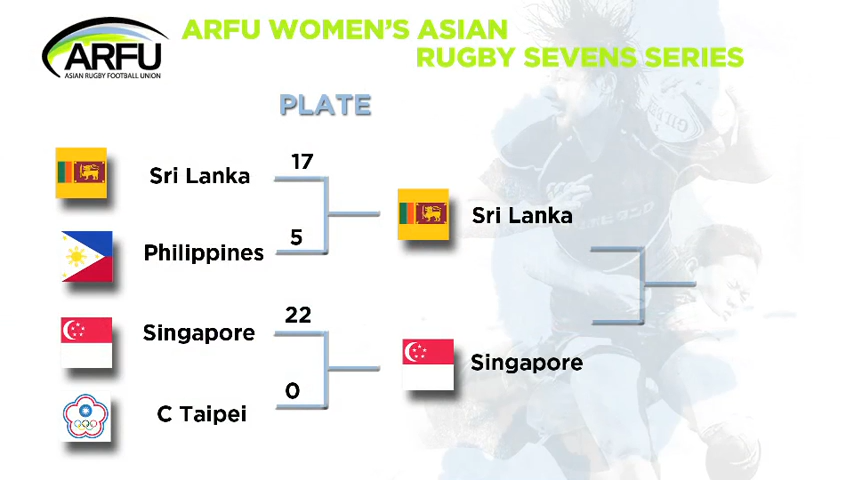 ARFU
ASIAN RUGBY FOOTBALL UNION
ARFU WOMEN'S ASIAN
RUGBY SEVENS SERIES
PLATE
Sri Lanka 17
Philippines 5
Singapore 22
C Taipei 0
Sri Lanka
Singapore